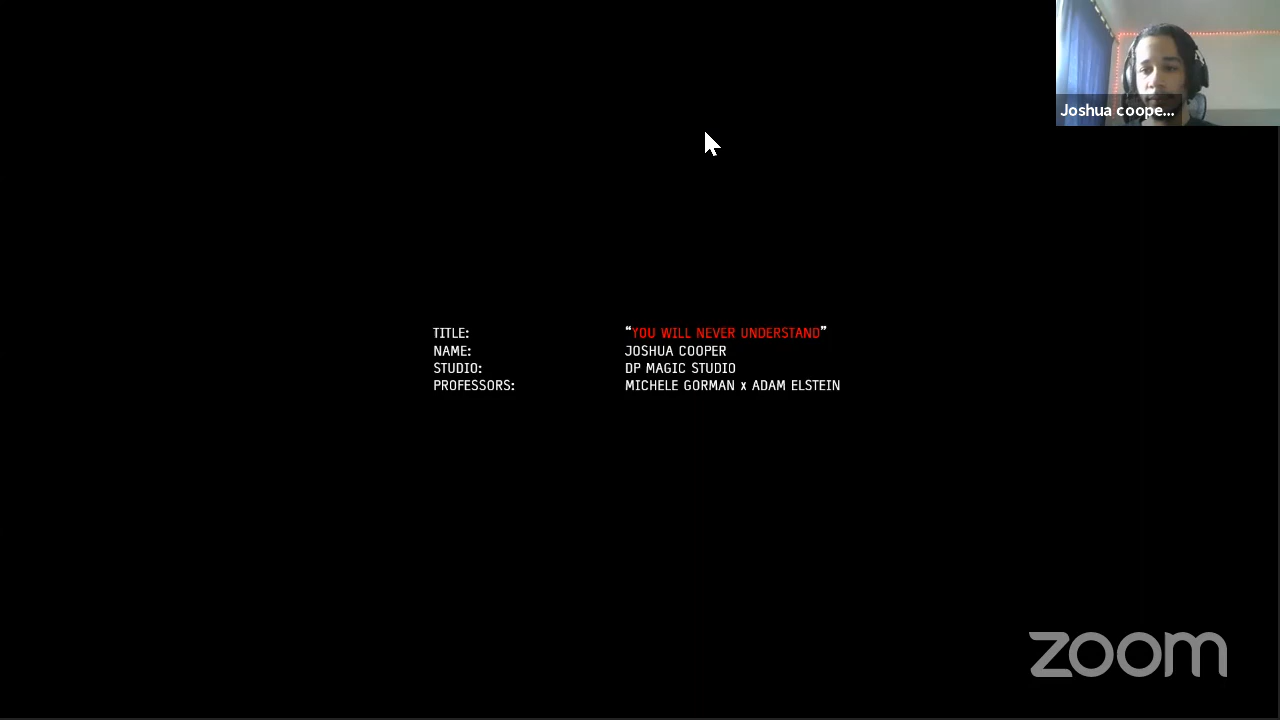 Joshua coope...
TITLE: “YOU WILL NEVER UNDERSTAND”
NAME: JOSHUA COOPER
STUDIO: DP MAGIC STUDIO
PROFESSORS: MICHELE GORMAN x ADAM ELSTEIN
zoom